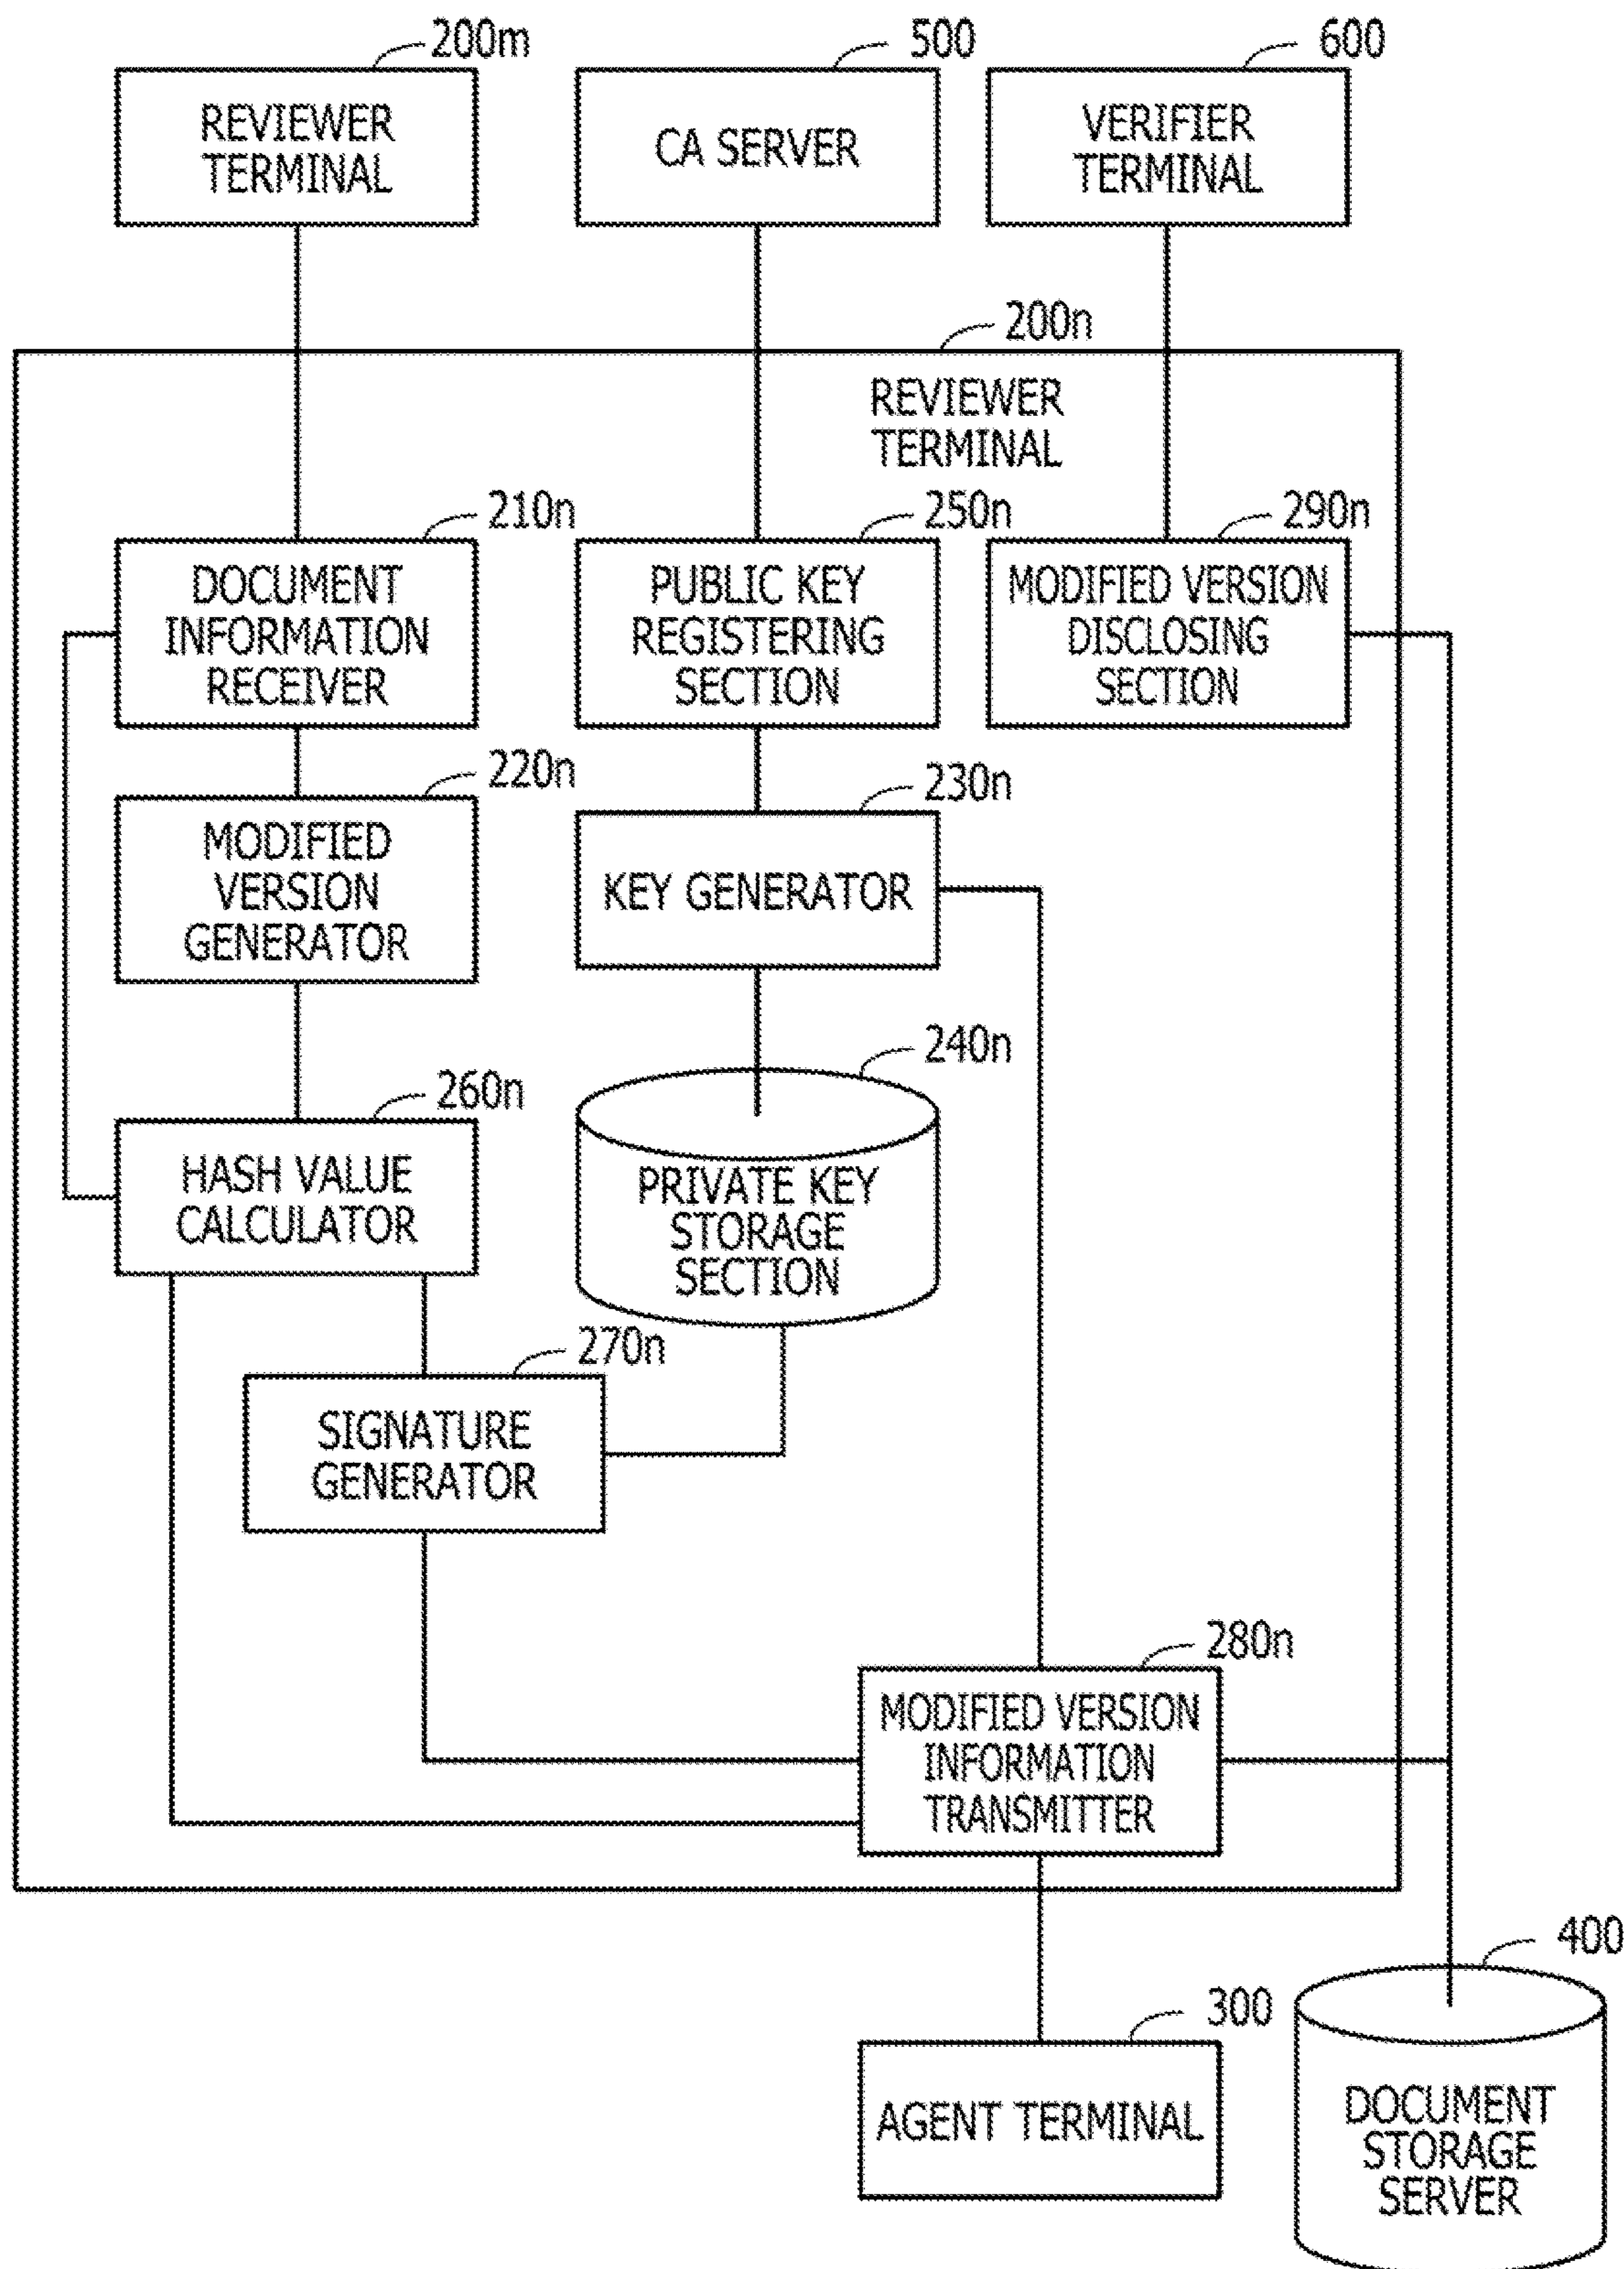 200m
REVIEWER
TERMINAL
500
CA SERVER
600
VERIFIER
TERMINAL
200n
REVIEWER
TERMINAL
210n
DOCUMENT
INFORMATION
RECEIVER
250n
PUBLIC KEY
REGISTERING
SECTION
290n
MODIFIED VERSION
DISCLOSING
SECTION
220n
MODIFIED
VERSION
GENERATOR
230n
KEY GENERATOR
240n
PRIVATE KEY
STORAGE
SECTION
260n
HASH VALUE
CALCULATOR
270n
SIGNATURE
GENERATOR
280n
MODIFIED VERSION
INFORMATION
TRANSMITTER
300
AGENT TERMINAL
400
DOCUMENT
STORAGE
SERVER